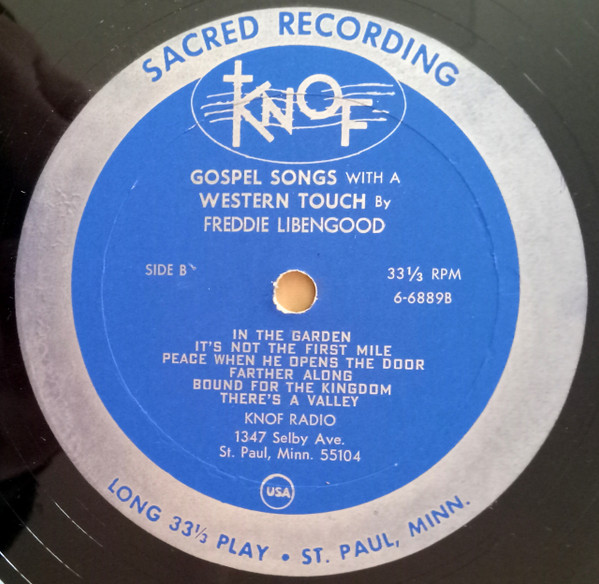 SACRED RECORDING
KNOF
GOSPEL SONGS WITH A
WESTERN TOUCH By
FREDDIE LIBENGOOD
SIDE B
33⅓ RPM
6-6889B
IN THE GARDEN
IT'S NOT THE FIRST MILE
PEACE WHEN HE OPENS THE DOOR
FARTHER ALONG
BOUND FOR THE KINGDOM
THERE'S A VALLEY
KNOF RADIO
1347 Selby Ave.
St. Paul, Minn. 55104
USA
LONG 33⅓ PLAY • ST. PAUL, MINN.